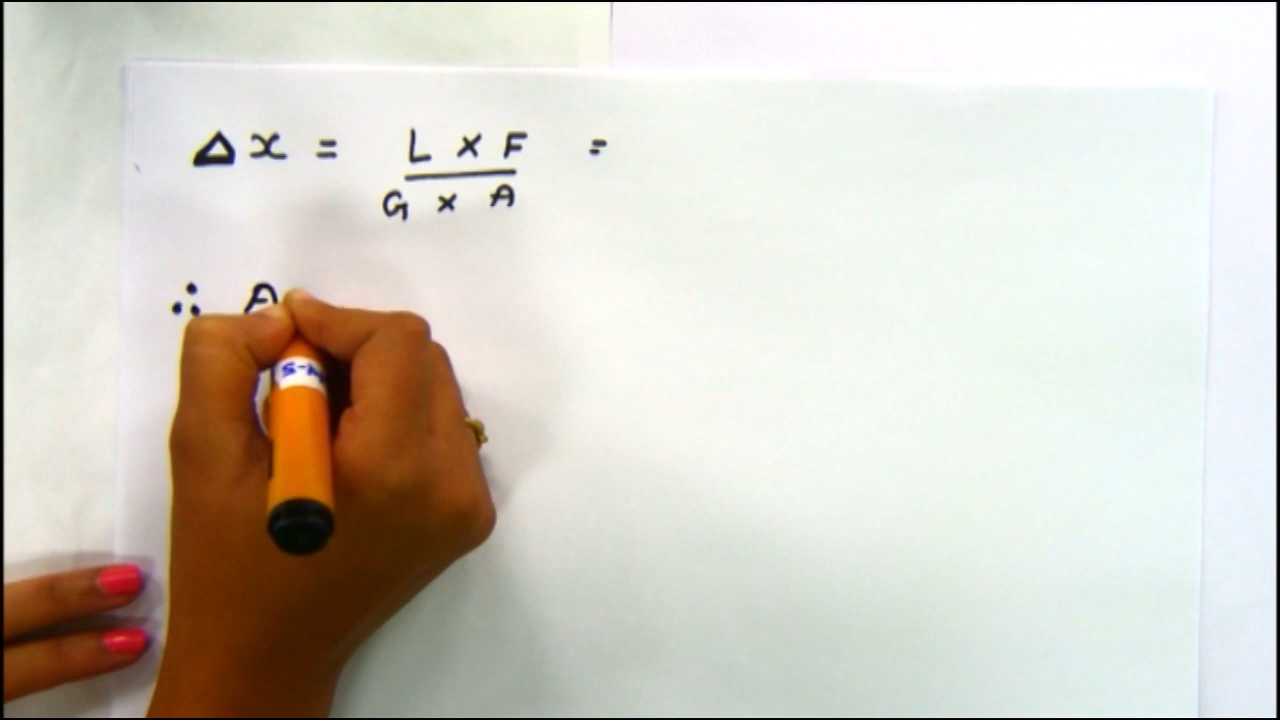 Δx = L × F =
G × A
∴ A